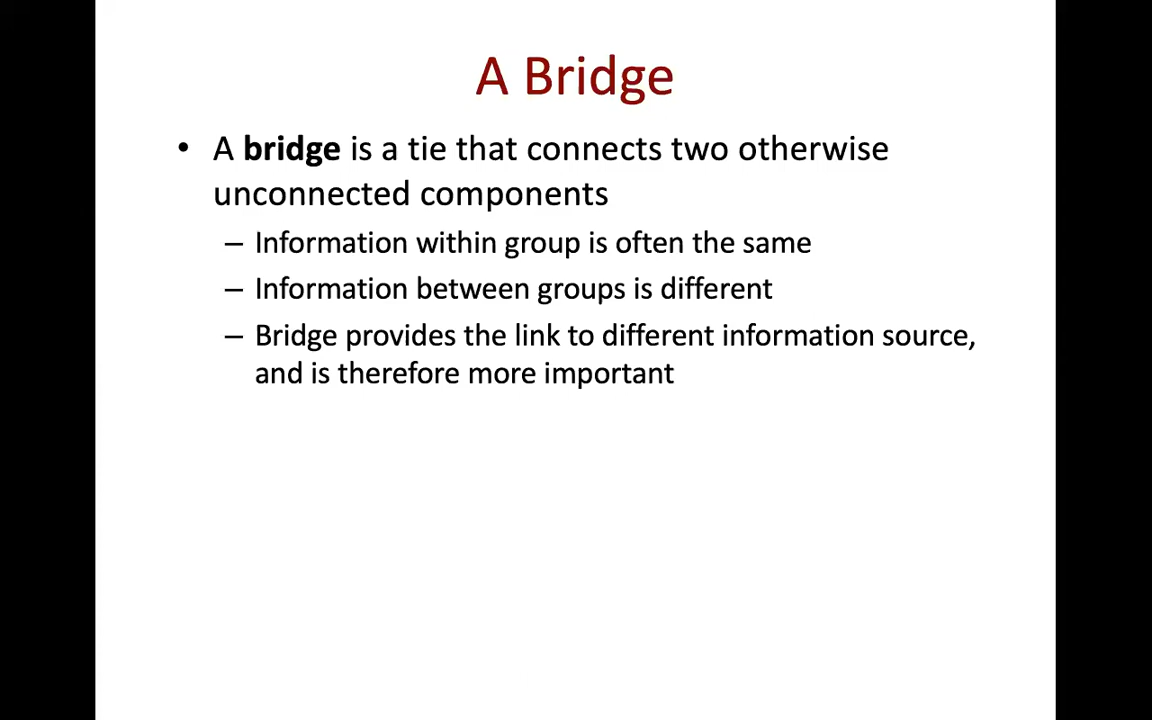 A Bridge
• A bridge is a tie that connects two otherwise
unconnected components
– Information within group is often the same
– Information between groups is different
– Bridge provides the link to different information source,
and is therefore more important